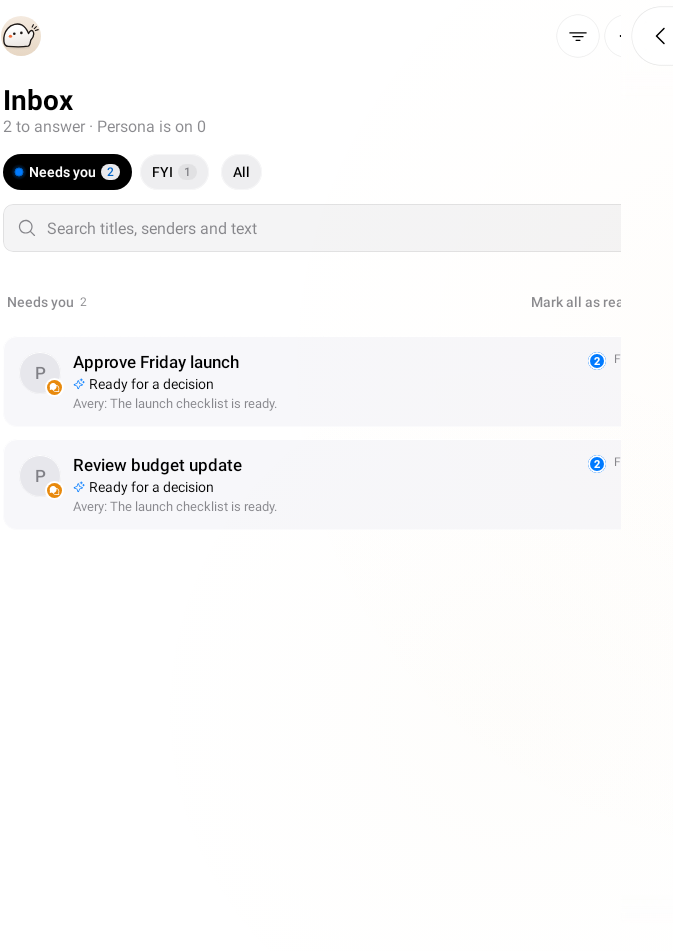 Inbox
2 to answer · Persona is on 0
Needs you 2
FYI 1
All
Search titles, senders and text
Needs you 2
Mark all as rea
P
Approve Friday launch
2 F
Ready for a decision
Avery: The launch checklist is ready.
P
Review budget update
2 F
Ready for a decision
Avery: The launch checklist is ready.